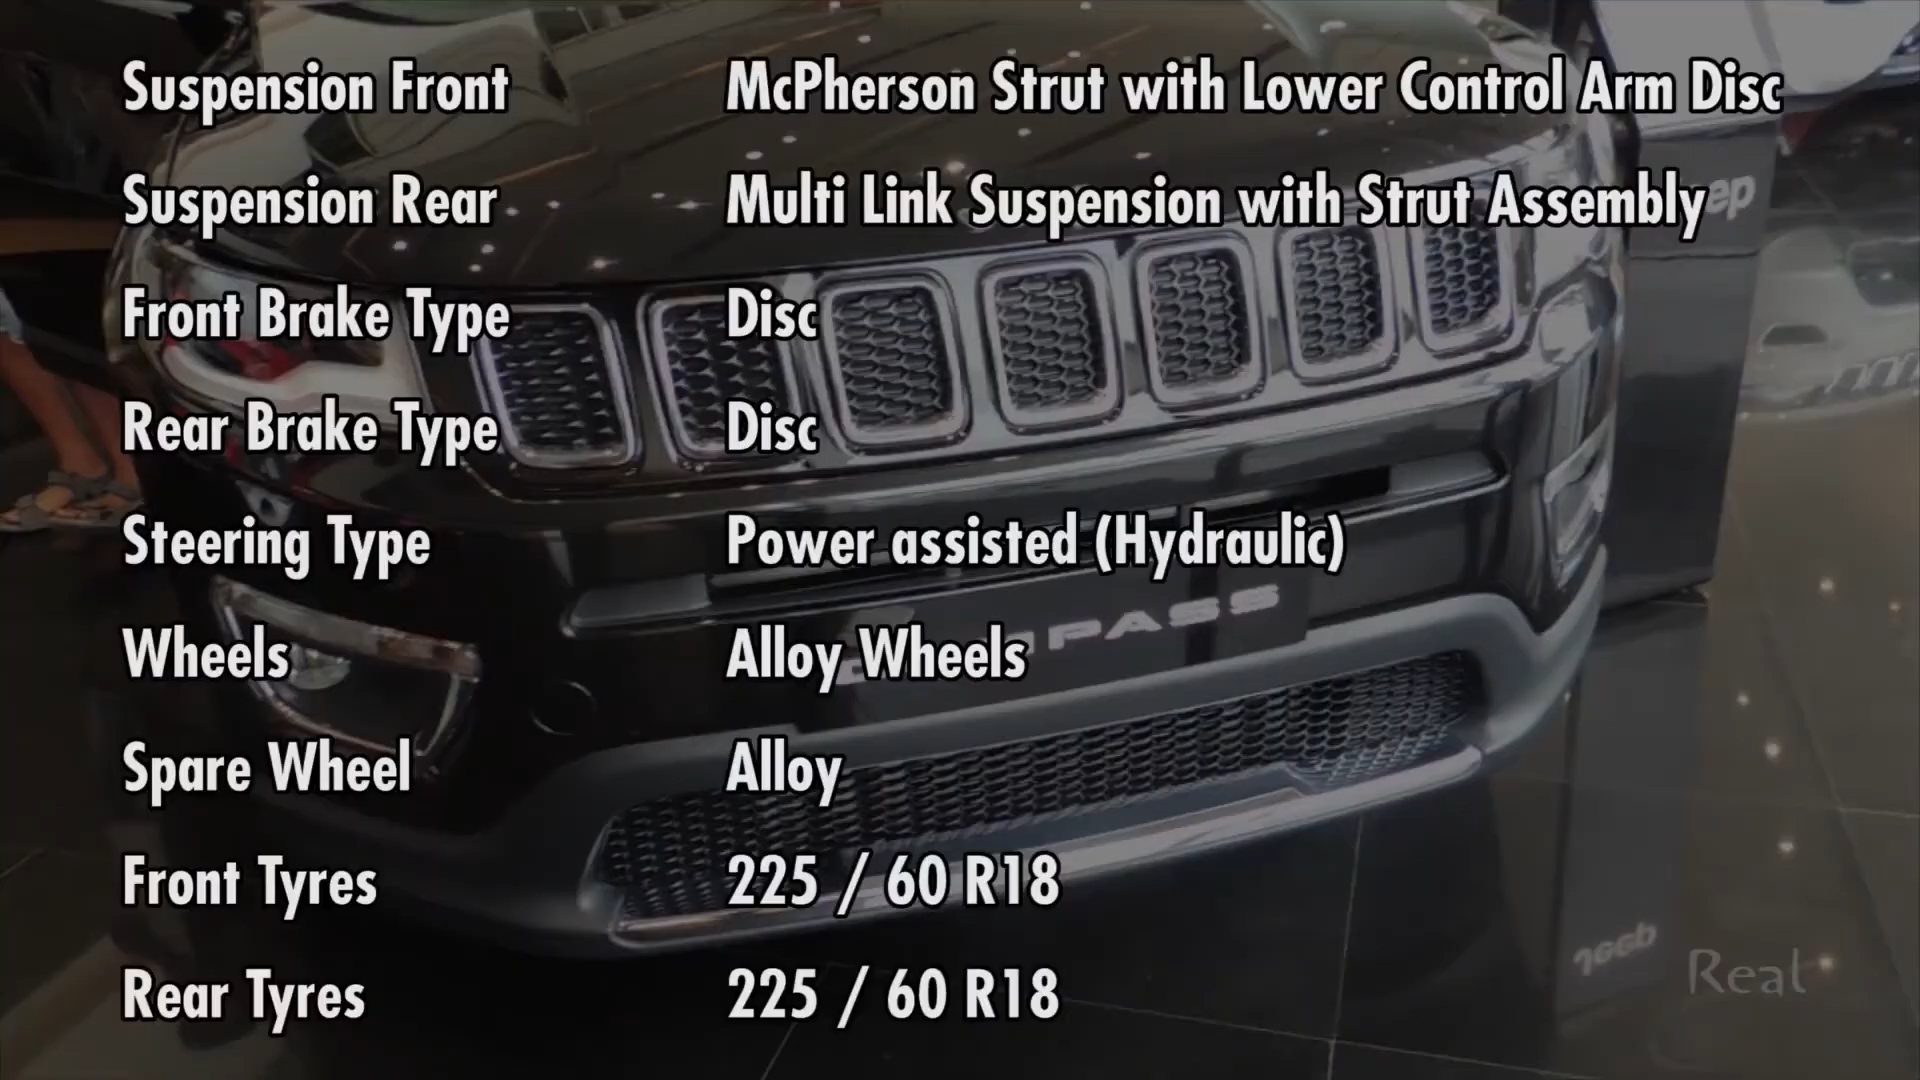 Suspension Front McPherson Strut with Lower Control Arm Disc
Suspension Rear Multi Link Suspension with Strut Assembly
eep
Front Brake Type Disc
Rear Brake Type Disc
Steering Type Power assisted (Hydraulic)
PASS
Wheels Alloy Wheels
Spare Wheel Alloy
Front Tyres 225 / 60 R18
Real
Rear Tyres 225 / 60 R18